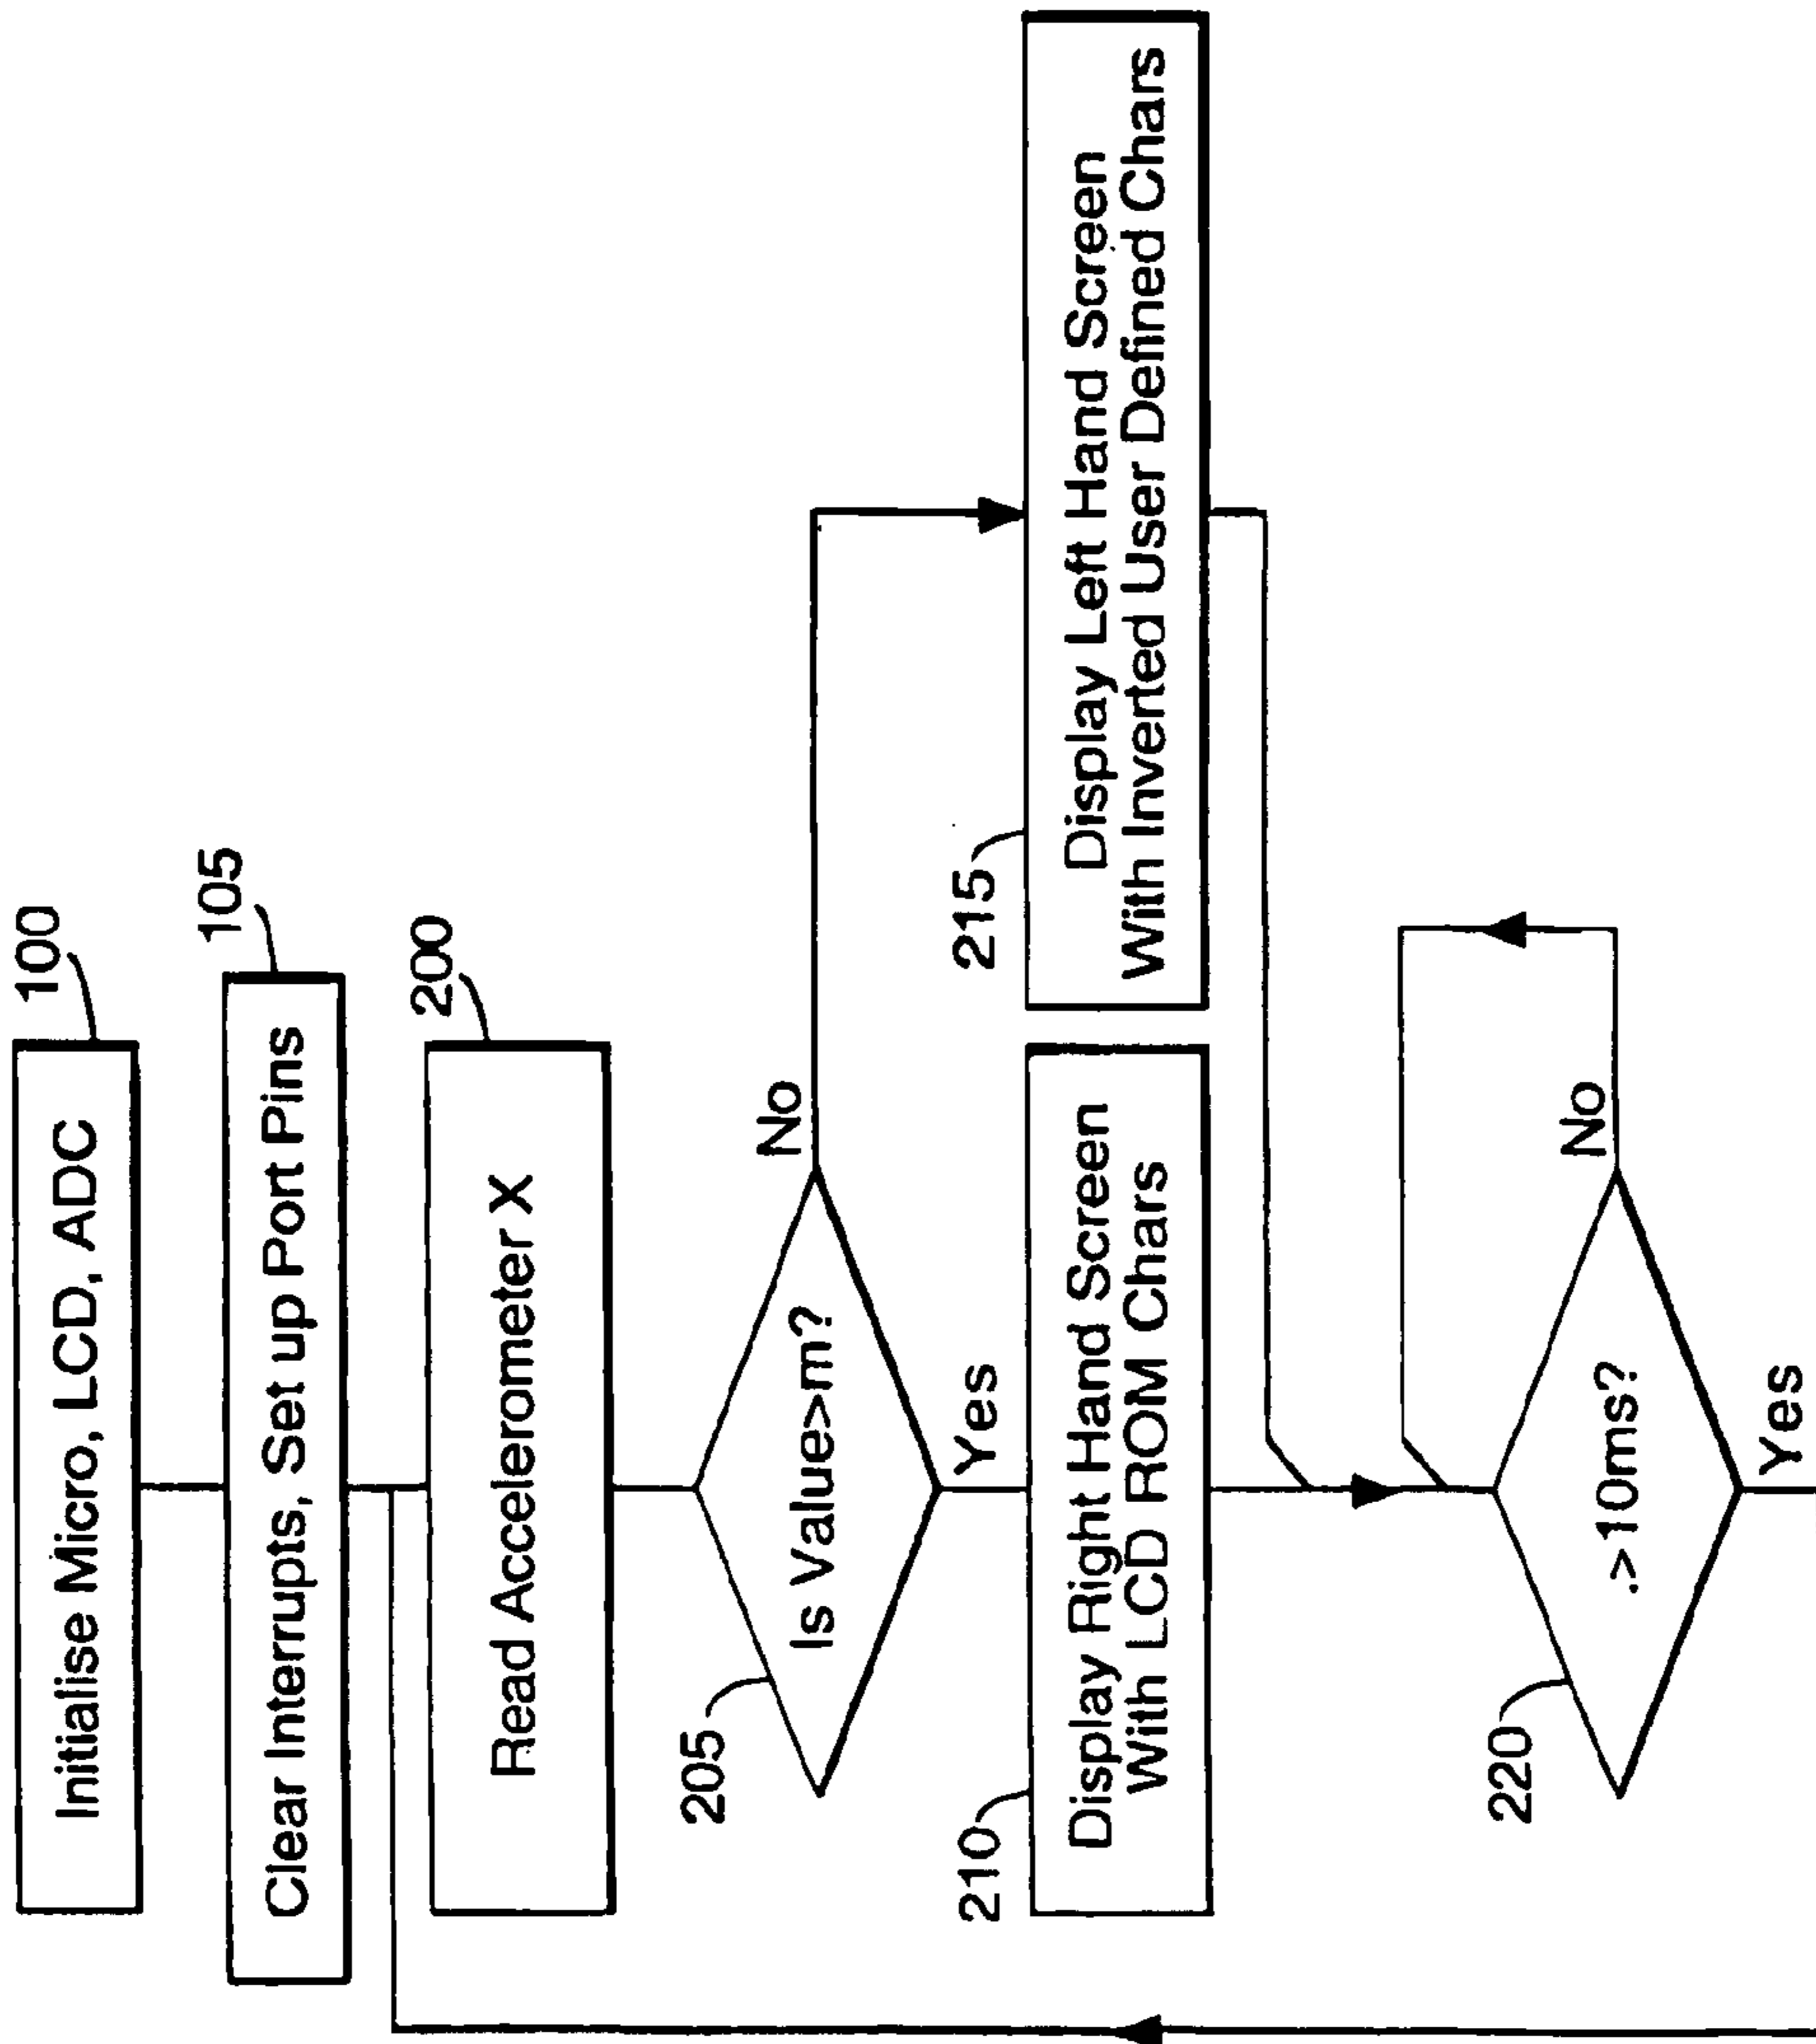 100
Initialise Micro, LCD, ADC
105
Clear Interrupts, Set up Port Pins
200
Read Accelerometer X
205
Is Value>m?
No
Yes
210
Display Right Hand Screen
With LCD ROM Chars
215
Display Left Hand Screen
With Inverted User Defined Chars
220
.>10ms?
No
Yes